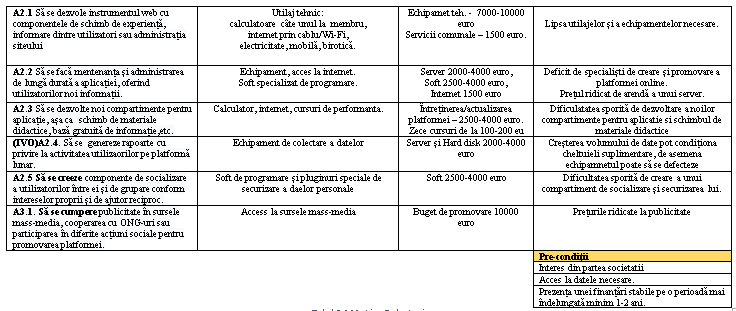 A2.1 Să se dezvole instrumentul web cu
componentele de schimb de experiență,
informare dintre utilizatori sau administrația
siteului
Utilaj tehnic:
calculatoare câte unul la membru,
internet prin cablu/Wi-Fi,
electricitate, mobilă, birotică.
Echipamet teh. - 7000-10000
euro
Servicii comunale – 1500 euro.
Lipsa utilajelor și a echipamentelor necesare.
A2.2 Să se facă mentenanța și administrarea
de lungă durată a aplicației, oferind
utilizatorilor noi informații.
Echipament, acces la internet.
Soft specializat de programare.
Server 2000-4000 euro,
Soft 2500-4000 euro,
Internet 1500 euro
Deficit de specialiști de creare și promovare a
platformei online.
Prețul ridicat de arendă a unui server.
A2.3 Să se dezvolte noi compartimente pentru
aplicație, așa ca schimb de materiale
didactice, bază gratuită de informație,etc.
Calculator, internet, cursuri de performanta.
Întreținerea/actualizarea
platformei – 2500-4000 euro.
Zece cursuri de la 100-200 eu
Dificulatatea sporită de dezvoltare a noilor
compartimente pentru aplicatie si schimbul de
materiale didactice
(IVO)A2.4. Să se genereze rapoarte cu
privire la activitatea utilizaorilor pe platformă
lunar.
Echipament de colectare a datelor
Server și Hard disk 2000-4000
euro
Creșterea volumului de date pot condiționa
cheltuieli suplimentare, de asemena
echipamnetul poate să se defecteze
A2.5 Să se creeze componente de socializare
a utilizatorilor între ei și de grupare conform
intereselor proprii și de ajutor reciproc.
Soft de programare și pluginuri speciale de
securizare a daelor personale
Soft 2500-4000 euro
Dificultatea sporită de creare a unui
compartiment de socializare și securizarea lui.
A3.1. Să se cumpere publicitate în sursele
mass-media, cooperarea cu ONG-uri sau
participarea în diferite acțiuni sociale pentru
promovarea platformei.
Access la sursele mass-media
Buget de promovare 10000
euro
Prețurile ridicate la publicitate
Pre-condiții
Interes din partea societatii
Acces la datele necesare.
Prezența unei finanțări stabile pe o perioadă mai
îndelungată minim 1-2 ani.